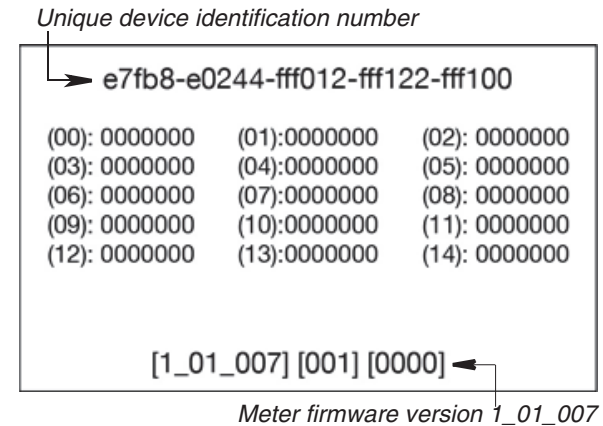 Unique device identification number
e7fb8-e0244-fff012-fff122-fff100
(00): 0000000 (01):0000000 (02): 0000000
(03): 0000000 (04):0000000 (05): 0000000
(06): 0000000 (07):0000000 (08): 0000000
(09): 0000000 (10):0000000 (11): 0000000
(12): 0000000 (13):0000000 (14): 0000000
[1_01_007] [001] [0000]
Meter firmware version 1_01_007